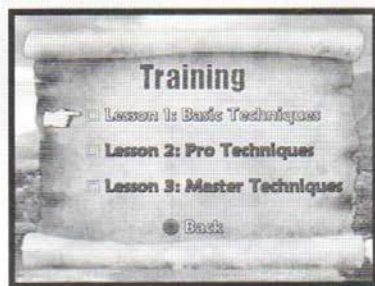 Training
Lesson 1: Basic Techniques
Lesson 2: Pro Techniques
Lesson 3: Master Techniques
Back